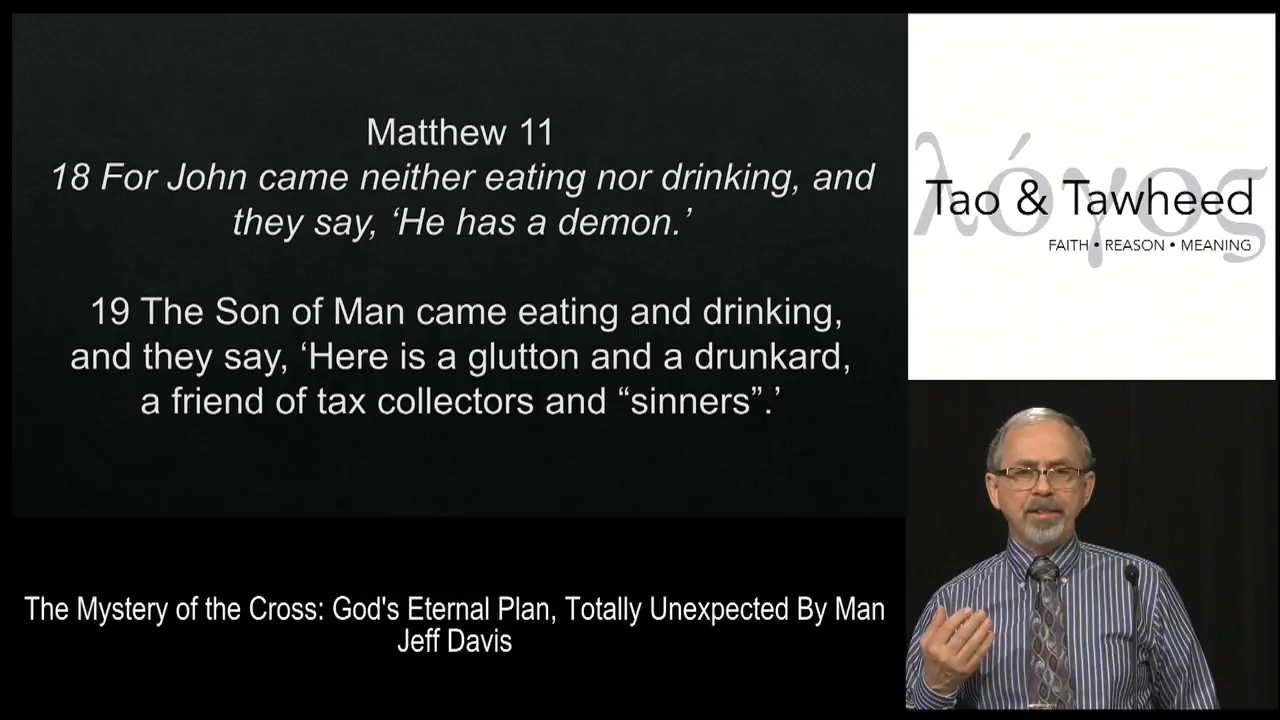 Matthew 11
18 For John came neither eating nor drinking, and
they say, ‘He has a demon.’
19 The Son of Man came eating and drinking,
and they say, ‘Here is a glutton and a drunkard,
a friend of tax collectors and “sinners”.’
λόγος
Tao & Tawheed
FAITH • REASON • MEANING
The Mystery of the Cross: God's Eternal Plan, Totally Unexpected By Man
Jeff Davis